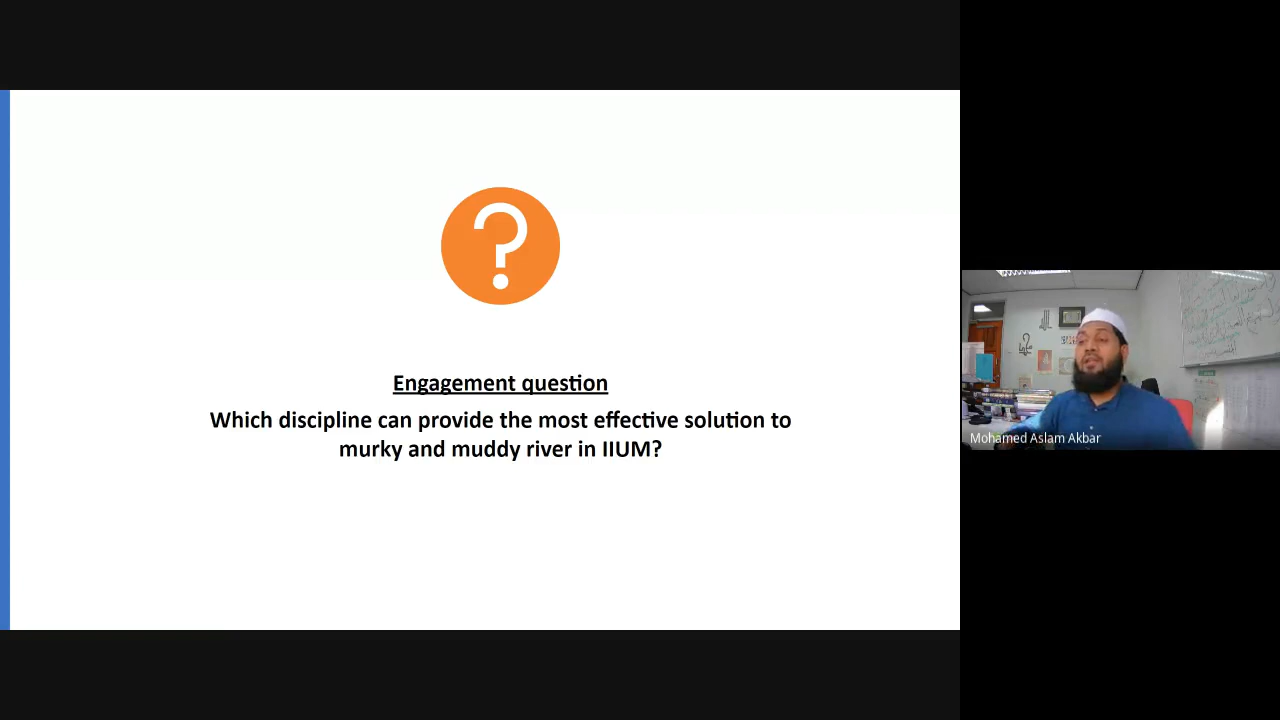 ?
Engagement question
Which discipline can provide the most effective solution to
murky and muddy river in IIUM?
Mohamed Aslam Akbar